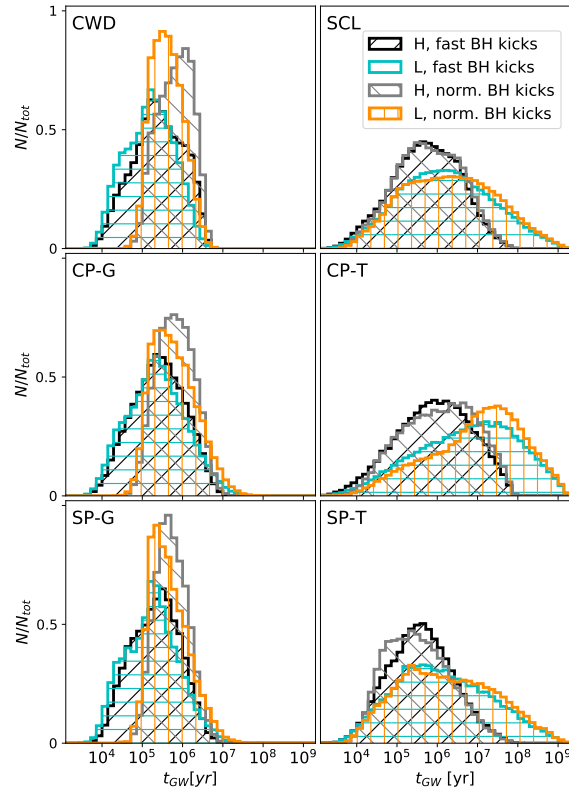 CWD
SCL
H, fast BH kicks
L, fast BH kicks
H, norm. BH kicks
L, norm. BH kicks
1
0.5
0
N/N_tot
CP-G
CP-T
0.5
0
N/N_tot
SP-G
SP-T
0.5
0
N/N_tot
10^4 10^5 10^6 10^7 10^8 10^9
10^4 10^5 10^6 10^7 10^8 10^9
t_GW[yr]
t_GW [yr]